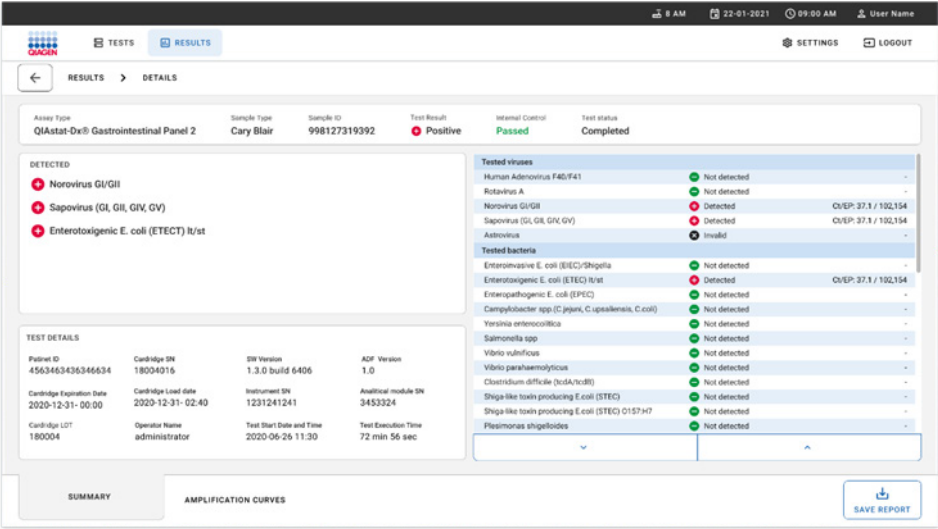 8 AM 22-01-2021 09:00 AM User Name
QIAGEN TESTS RESULTS SETTINGS LOGOUT
RESULTS DETAILS
Assay Type Sample Type Sample ID Test Result Internal Control Test status
QIAstat-Dx® Gastrointestinal Panel 2 Cary Blair 998127319392 Positive Passed Completed
DETECTED
Norovirus GI/GII
Sapovirus (GI, GII, GIV, GV)
Enterotoxigenic E. coli (ETECT) lt/st
Tested viruses
Human Adenovirus F40/F41 Not detected -
Rotavirus A Not detected -
Norovirus GI/GII Detected Ct/EP: 37.1 / 102,154
Sapovirus (GI, GII, GIV, GV) Detected Ct/EP: 37.1 / 102,154
Astrovirus Invalid -
Tested bacteria
Enteroinvasive E. coli (EIEC)/Shigella Not detected -
Enterotoxigenic E. coli (ETEC) lt/st Detected Ct/EP: 37.1 / 102,154
Enteropathogenic E. coli (EPEC) Not detected -
Campylobacter spp.(C.jejuni, C.upsaliensis, C.coli) Not detected -
Yersinia enterocolitica Not detected -
Salmonella spp Not detected -
Vibrio vulnificus Not detected -
Vibrio parahaemolyticus Not detected -
Clostridium difficile (tcdA/tcdB) Not detected -
Shiga-like toxin producing E.coli (STEC) Not detected -
Shiga-like toxin producing E.coli (STEC) O157:H7 Not detected -
Plesimonas shigelloides Not detected -
TEST DETAILS
Patinet ID Cardridge SN SW Version ADF Version
4563463436346634 18004016 1.3.0 build 6406 1.0
Cardridge Expiration Date Cardridge Load date Instrument SN Analitical module SN
2020-12-31- 00:00 2020-12-31- 02:40 1231241241 3453324
Cardridge LOT Operator Name Test Start Date and Time Test Execution Time
180004 administrator 2020-06-26 11:30 72 min 56 sec
SUMMARY AMPLIFICATION CURVES SAVE REPORT